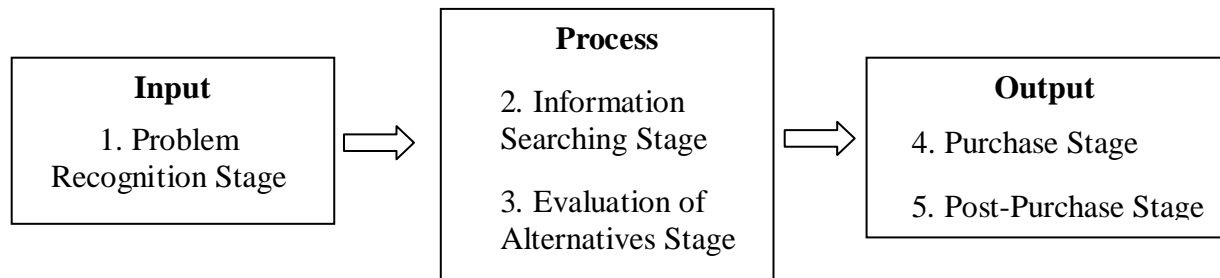 Input
1. Problem
Recognition Stage
Process
2. Information
Searching Stage
3. Evaluation of
Alternatives Stage
Output
4. Purchase Stage
5. Post-Purchase Stage